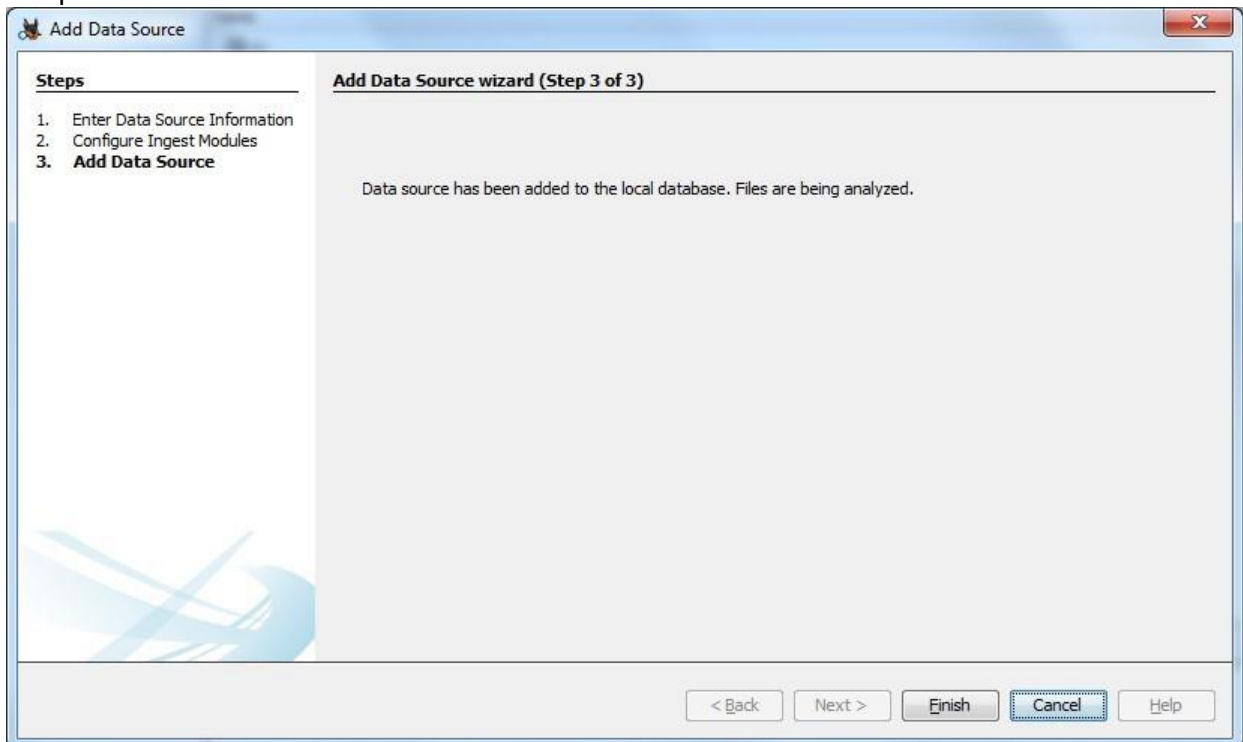 Add Data Source
Steps
1. Enter Data Source Information
2. Configure Ingest Modules
3. Add Data Source
Add Data Source wizard (Step 3 of 3)
Data source has been added to the local database. Files are being analyzed.
< Back Next > Finish Cancel Help